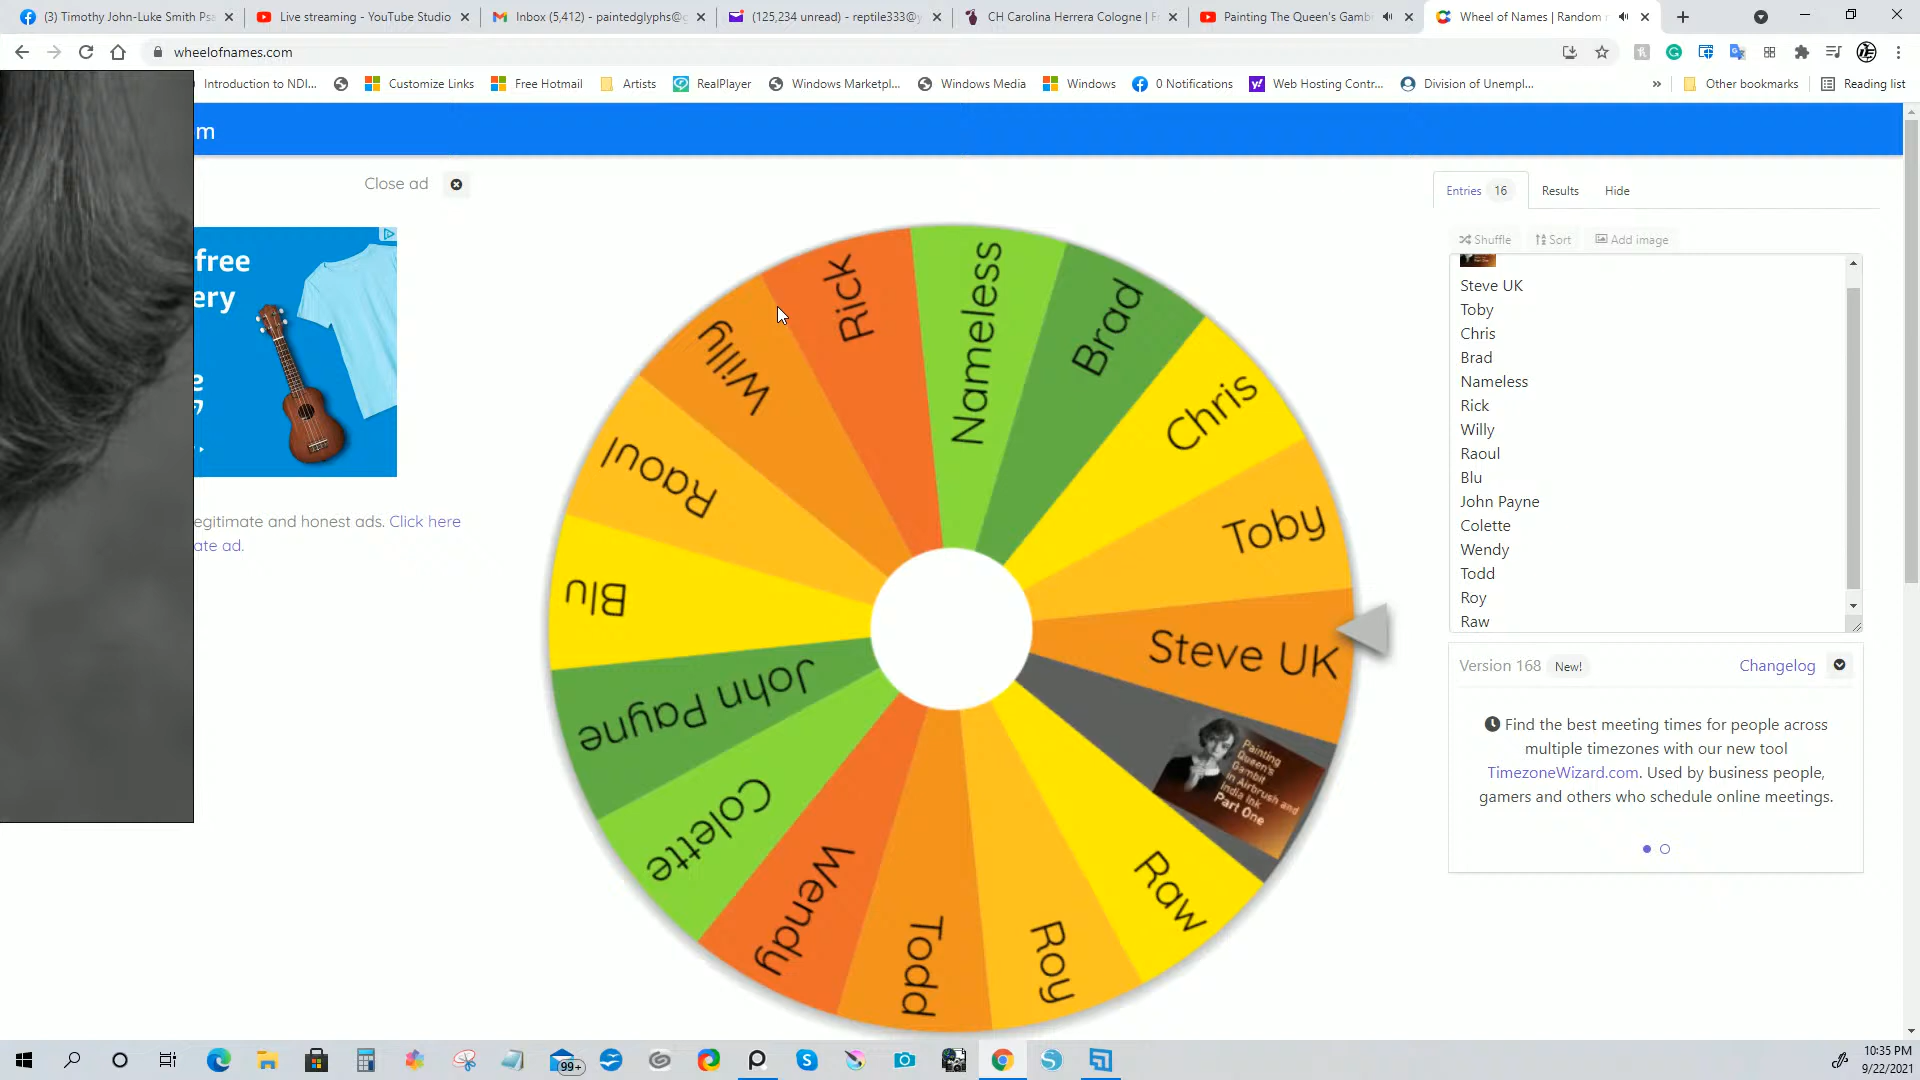 (3) Timothy John-Luke Smith Psa
Live streaming - YouTube Studio
Inbox (5,412) - paintedglyphs@g
(125,234 unread) - reptile333@y
CH Carolina Herrera Cologne | F
Painting The Queen's Gamb
Wheel of Names | Random
wheelofnames.com
Introduction to NDI...
Customize Links
Free Hotmail
Artists
RealPlayer
Windows Marketpl...
Windows Media
Windows
0 Notifications
Web Hosting Contr...
Division of Unempl...
»
Other bookmarks
Reading list
m
Close ad
free
ery
e
egitimate and honest ads. Click here
ate ad.
Rick
Nameless
Brad
Chris
Toby
Steve UK
Painting
Queen's
Gambit
in Airbrush and
India Ink
Part One
Raw
Roy
Todd
Wendy
Colette
John Payne
Blu
Raoul
Willy
Entries 16
Results
Hide
Shuffle
Sort
Add image
Steve UK
Toby
Chris
Brad
Nameless
Rick
Willy
Raoul
Blu
John Payne
Colette
Wendy
Todd
Roy
Raw
Version 168 New!
Changelog
Find the best meeting times for people across
multiple timezones with our new tool
TimezoneWizard.com. Used by business people,
gamers and others who schedule online meetings.
99+
10:35 PM
9/22/2021